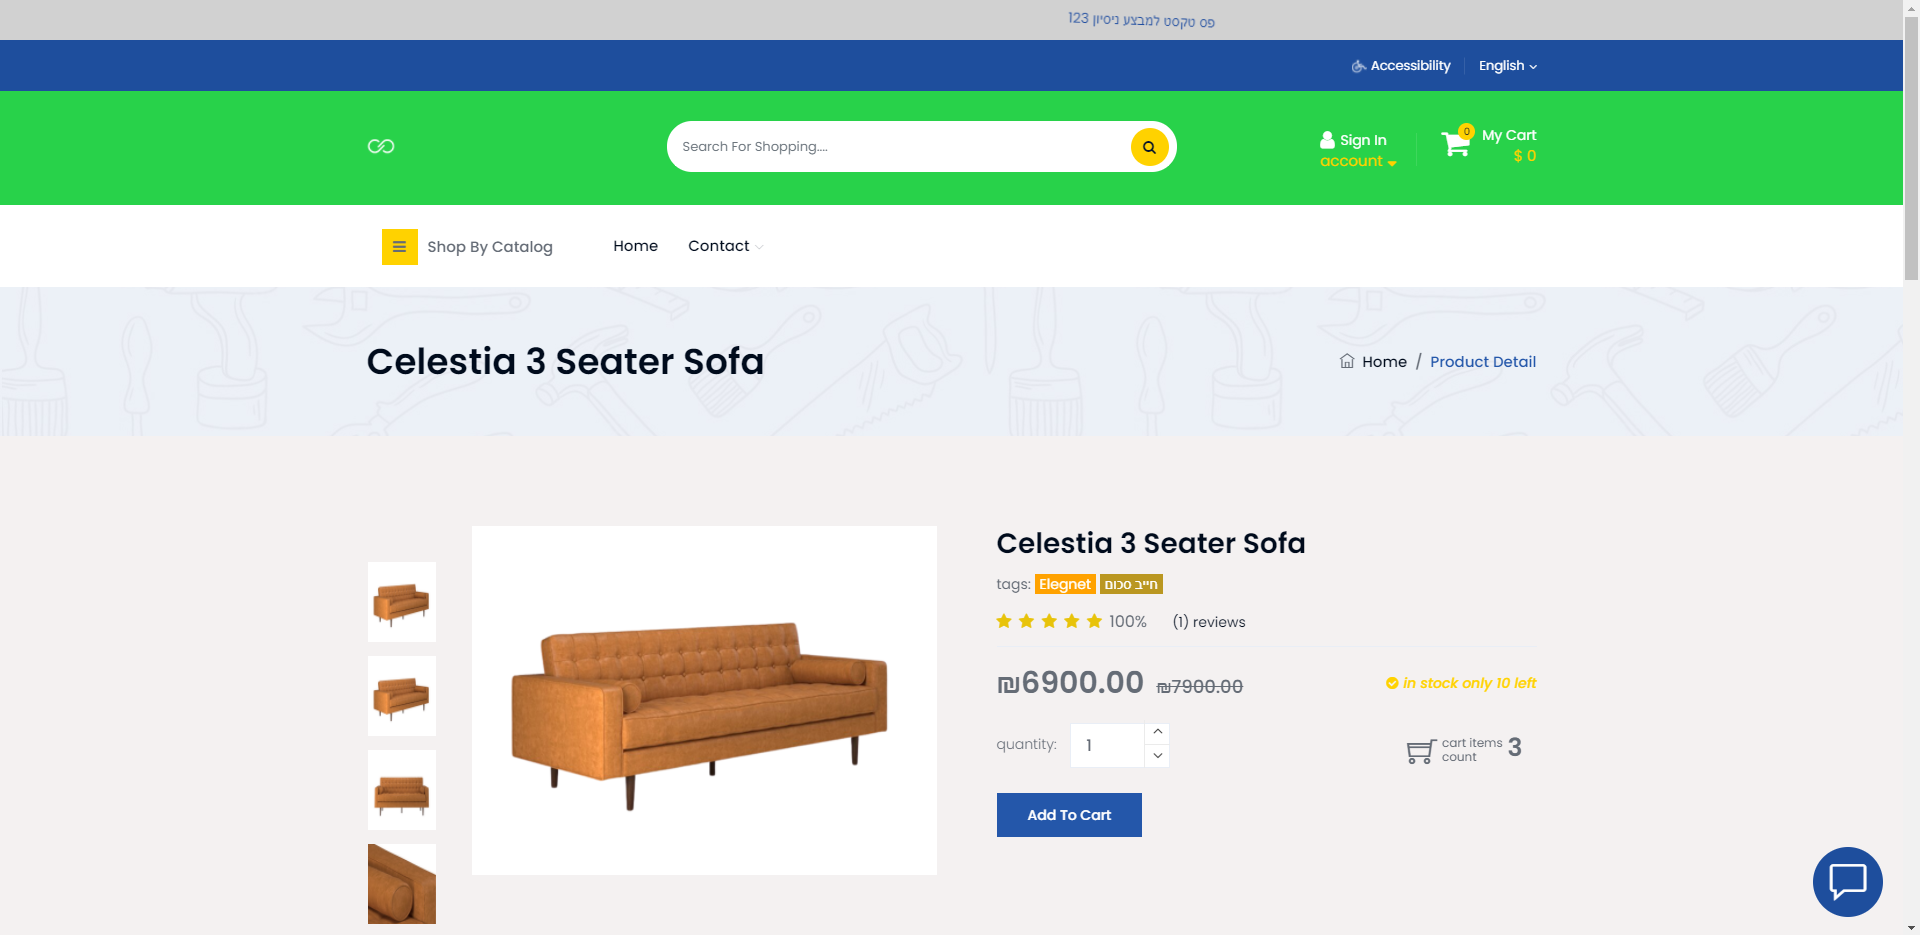 פס טקסט למבצע ניסיון 123
Accessibility
English
Search For Shopping....
Sign In
account
0
My Cart
$ 0
Shop By Catalog
Home
Contact
Celestia 3 Seater Sofa
Home / Product Detail
Celestia 3 Seater Sofa
tags: Elegnet חייב סכום
100% (1) reviews
₪6900.00 ₪7900.00
in stock only 10 left
quantity: 1
cart items
count
3
Add To Cart